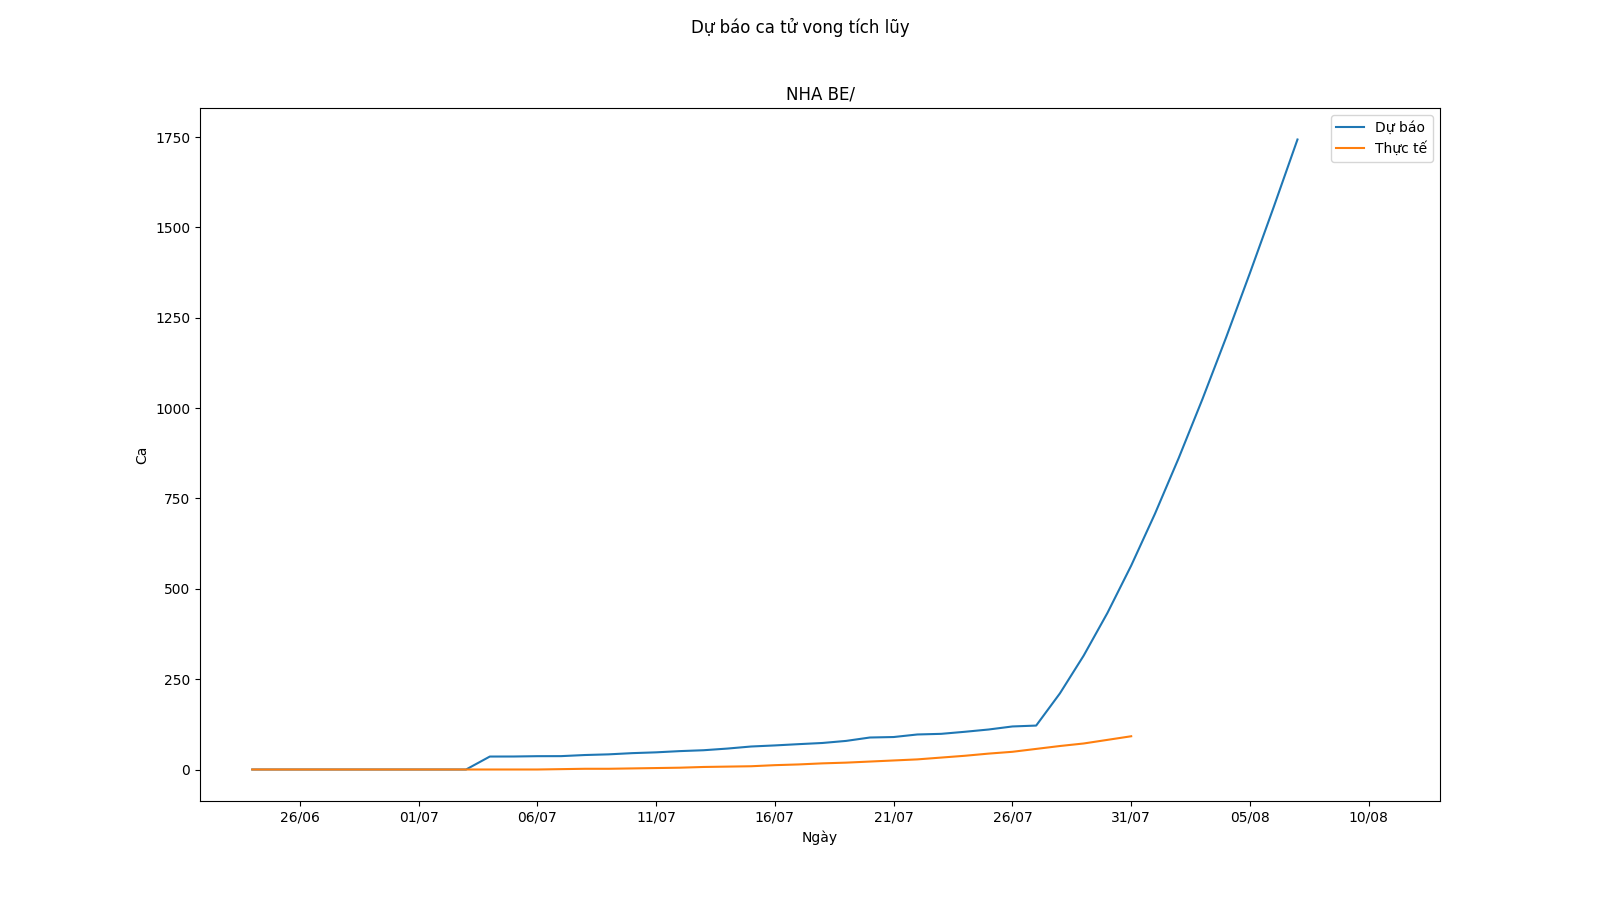 Dự báo ca tử vong tích lũy
NHA BE/
Dự báo
Thực tế
1750
1500
1250
1000
750
500
250
0
Ca
26/06 01/07 06/07 11/07 16/07 21/07 26/07 31/07 05/08 10/08
Ngày